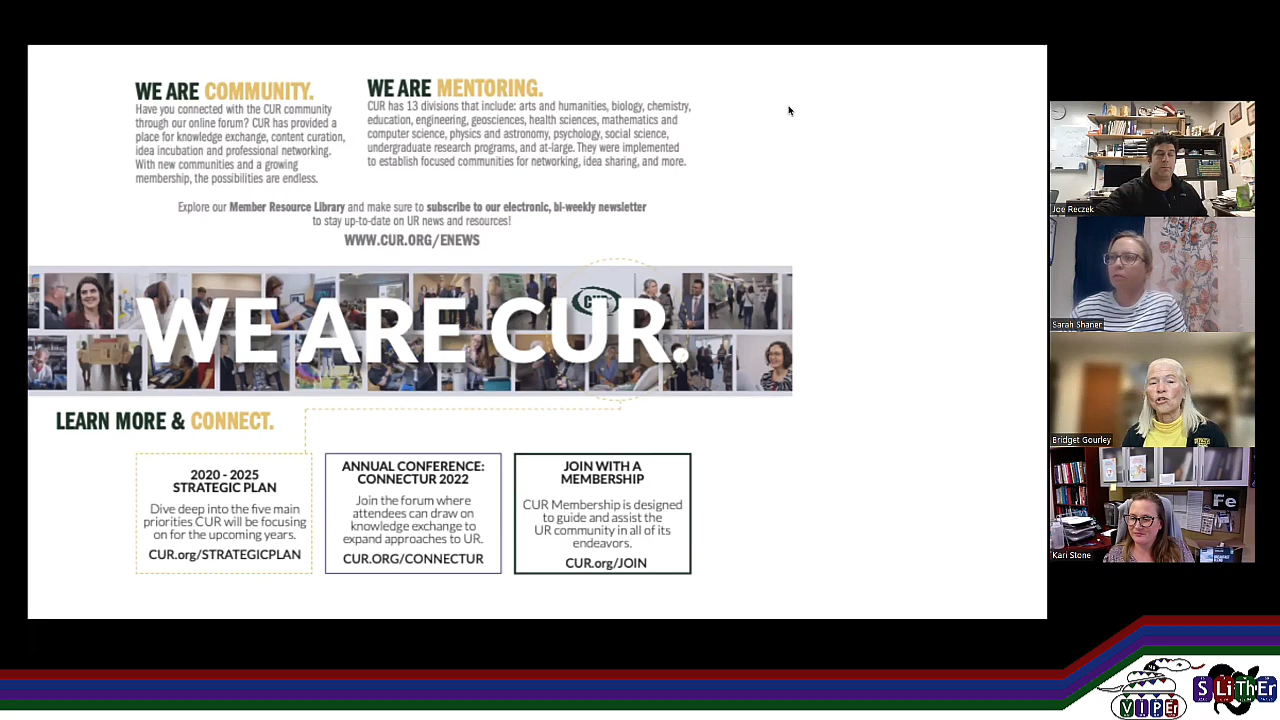 WE ARE COMMUNITY.
Have you connected with the CUR community
through our online forum? CUR has provided a
place for knowledge exchange, content curation,
idea incubation and professional networking.
With new communities and a growing
membership, the possibilities are endless.
WE ARE MENTORING.
CUR has 13 divisions that include: arts and humanities, biology, chemistry,
education, engineering, geosciences, health sciences, mathematics and
computer science, physics and astronomy, psychology, social science,
undergraduate research programs, and at-large. They were implemented
to establish focused communities for networking, idea sharing, and more.
Explore our Member Resource Library and make sure to subscribe to our electronic, bi-weekly newsletter
to stay up-to-date on UR news and resources!
WWW.CUR.ORG/ENEWS
CUR
WE ARE CUR.
LEARN MORE & CONNECT.
2020 - 2025
STRATEGIC PLAN
Dive deep into the five main
priorities CUR will be focusing
on for the upcoming years.
CUR.org/STRATEGICPLAN
ANNUAL CONFERENCE:
CONNECTUR 2022
Join the forum where
attendees can draw on
knowledge exchange to
expand approaches to UR.
CUR.ORG/CONNECTUR
JOIN WITH A
MEMBERSHIP
CUR Membership is designed
to guide and assist the
UR community in all of its
endeavors.
CUR.org/JOIN
Joe Reczek
Sarah Shaner
Bridget Gourley
Fe
Kari Stone
VIPEr
SLiThEr